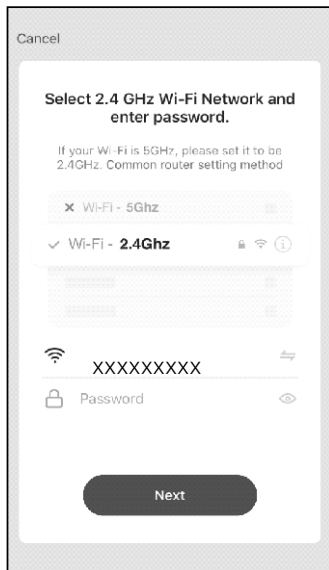 Cancel
Select 2.4 GHz Wi-Fi Network and
enter password.
If your Wi-Fi is 5GHz, please set it to be
2.4GHz. Common router setting method
Wi-Fi - 5Ghz
Wi-Fi - 2.4Ghz
XXXXXXXXX
Password
Next